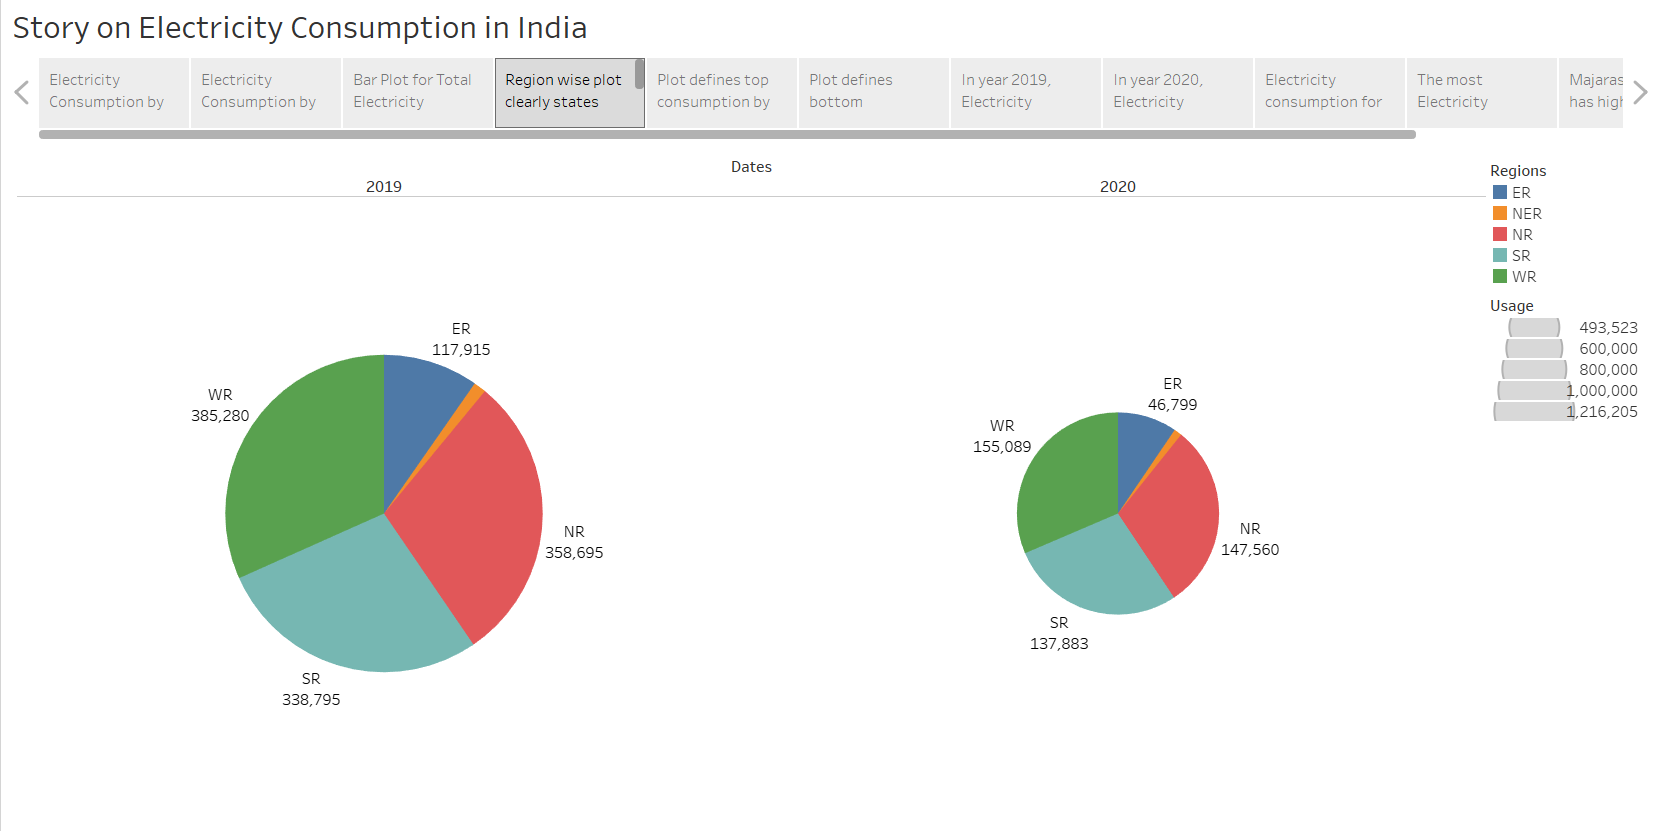 Story on Electricity Consumption in India
Electricity
Consumption by
Electricity
Consumption by
Bar Plot for Total
Electricity
Region wise plot
clearly states
Plot defines top
consumption by
Plot defines
bottom
In year 2019,
Electricity
In year 2020,
Electricity
Electricity
consumption for
The most
Electricity
Majaras
has high
Dates
2019
2020
ER
117,915
WR
385,280
NR
358,695
SR
338,795
ER
46,799
WR
155,089
NR
147,560
SR
137,883
Regions
ER
NER
NR
SR
WR
Usage
493,523
600,000
800,000
1,000,000
1,216,205